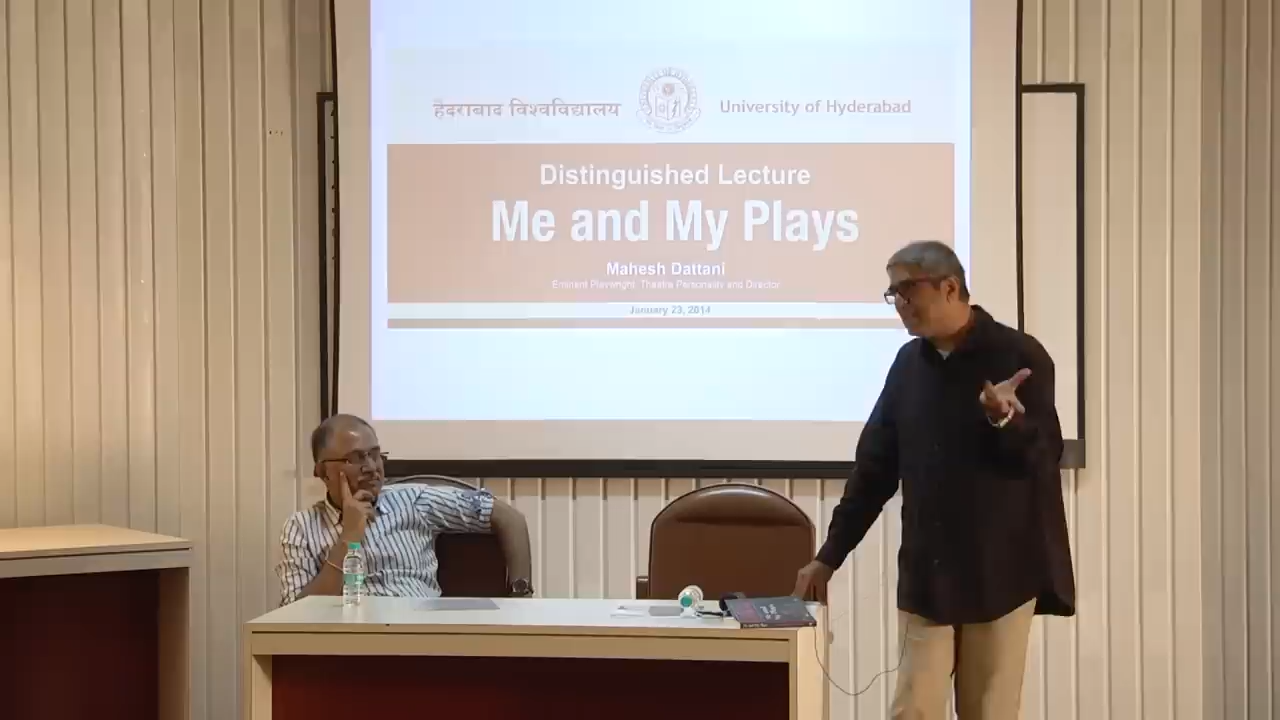 हैदराबाद विश्वविद्यालय
University of Hyderabad
Distinguished Lecture
Me and My Plays
Mahesh Dattani
Eminent Playwright, Theatre Personality and Director
January 23, 2014